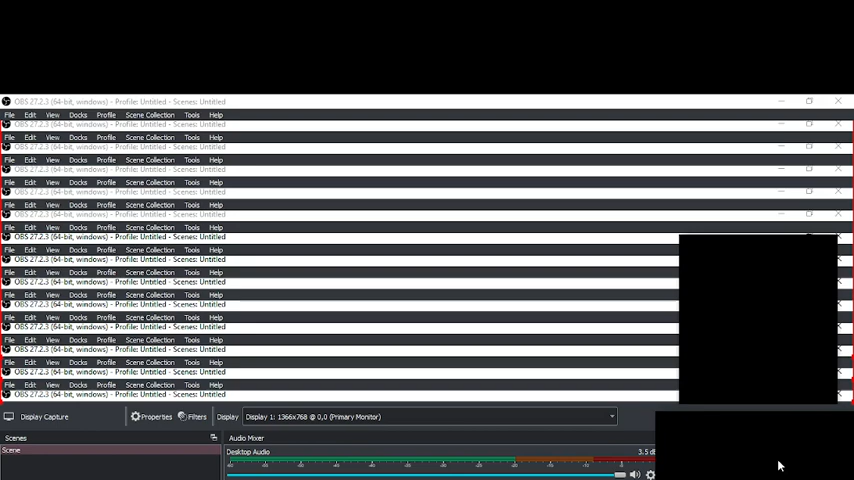 OBS 27.2.3 (64-bit, windows) - Profile: Untitled - Scenes: Untitled
File Edit View Docks Profile Scene Collection Tools Help
OBS 27.2.3 (64-bit, windows) - Profile: Untitled - Scenes: Untitled
File Edit View Docks Profile Scene Collection Tools Help
OBS 27.2.3 (64-bit, windows) - Profile: Untitled - Scenes: Untitled
File Edit View Docks Profile Scene Collection Tools Help
OBS 27.2.3 (64-bit, windows) - Profile: Untitled - Scenes: Untitled
File Edit View Docks Profile Scene Collection Tools Help
OBS 27.2.3 (64-bit, windows) - Profile: Untitled - Scenes: Untitled
File Edit View Docks Profile Scene Collection Tools Help
OBS 27.2.3 (64-bit, windows) - Profile: Untitled - Scenes: Untitled
File Edit View Docks Profile Scene Collection Tools Help
OBS 27.2.3 (64-bit, windows) - Profile: Untitled - Scenes: Untitled
File Edit View Docks Profile Scene Collection Tools Help
OBS 27.2.3 (64-bit, windows) - Profile: Untitled - Scenes: Untitled
File Edit View Docks Profile Scene Collection Tools Help
OBS 27.2.3 (64-bit, windows) - Profile: Untitled - Scenes: Untitled
File Edit View Docks Profile Scene Collection Tools Help
OBS 27.2.3 (64-bit, windows) - Profile: Untitled - Scenes: Untitled
File Edit View Docks Profile Scene Collection Tools Help
OBS 27.2.3 (64-bit, windows) - Profile: Untitled - Scenes: Untitled
File Edit View Docks Profile Scene Collection Tools Help
OBS 27.2.3 (64-bit, windows) - Profile: Untitled - Scenes: Untitled
File Edit View Docks Profile Scene Collection Tools Help
OBS 27.2.3 (64-bit, windows) - Profile: Untitled - Scenes: Untitled
File Edit View Docks Profile Scene Collection Tools Help
OBS 27.2.3 (64-bit, windows) - Profile: Untitled - Scenes: Untitled
Display Capture Properties Filters Display Display 1: 1366x768 @ 0,0 (Primary Monitor)
Scenes Audio Mixer
Scene Desktop Audio 3.5 dB